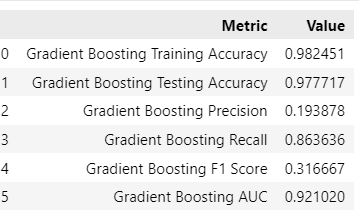 Metric Value
0 Gradient Boosting Training Accuracy 0.982451
1 Gradient Boosting Testing Accuracy 0.977717
2 Gradient Boosting Precision 0.193878
3 Gradient Boosting Recall 0.863636
4 Gradient Boosting F1 Score 0.316667
5 Gradient Boosting AUC 0.921020